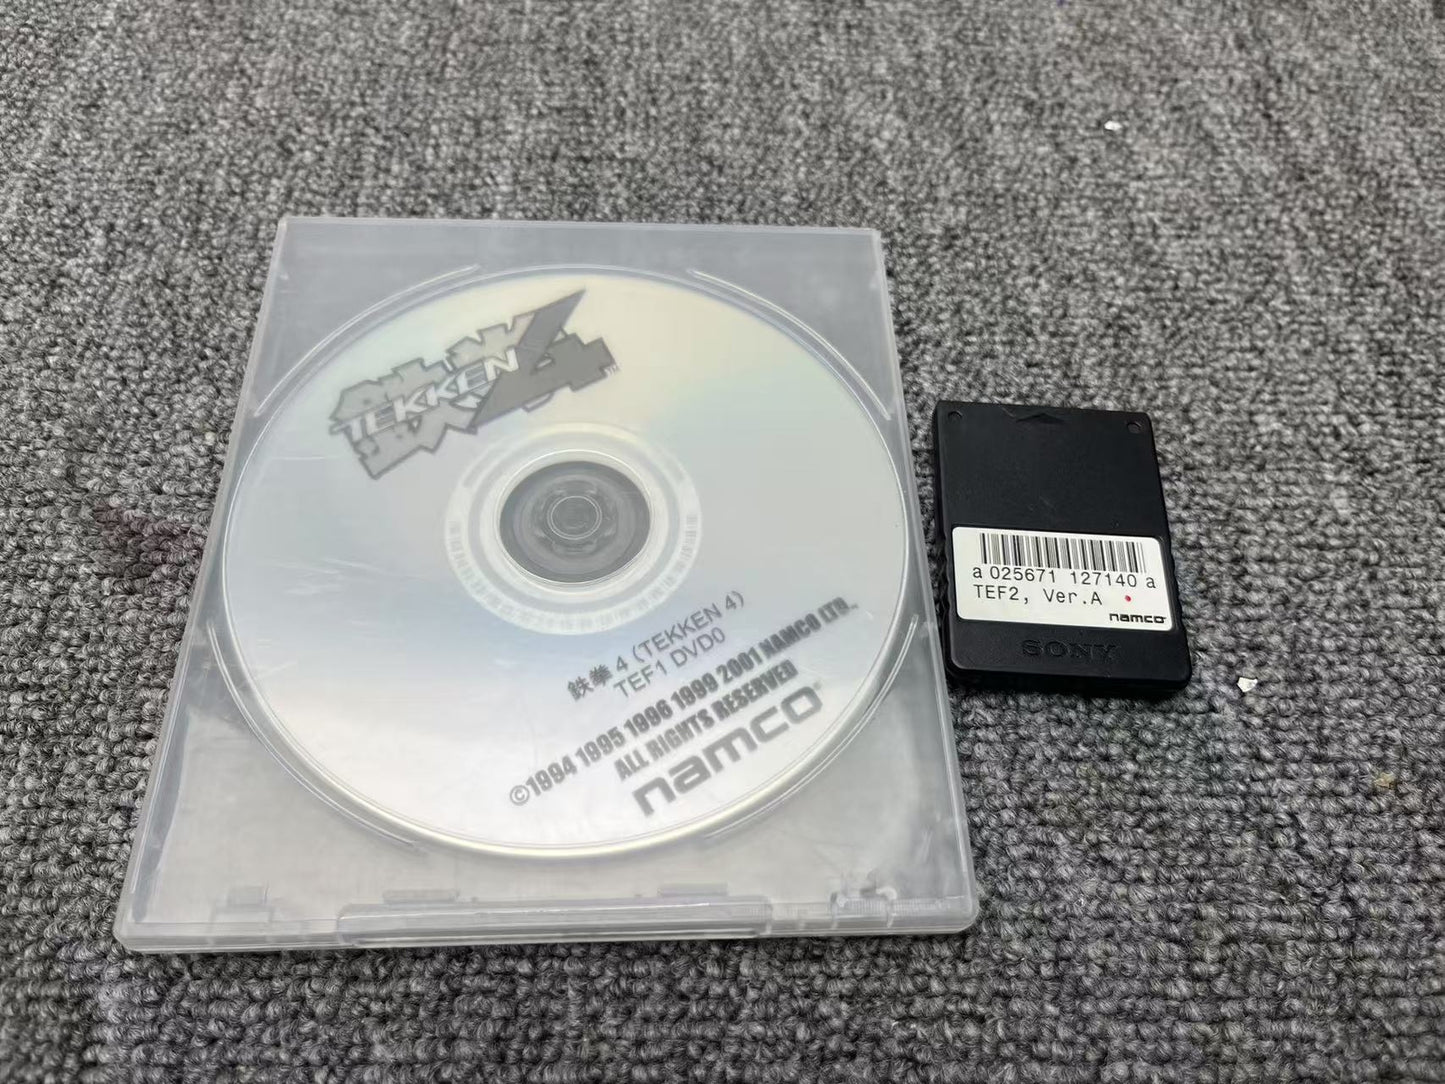 TEKKEN 4
TM
鉄拳 4 (TEKKEN 4)
TEF1 DVD0
©1994 1995 1996 1999 2001 NAMCO LTD.,
ALL RIGHTS RESERVED
namco
a 025671 127140 a
TEF2, Ver.A
namco
SONY